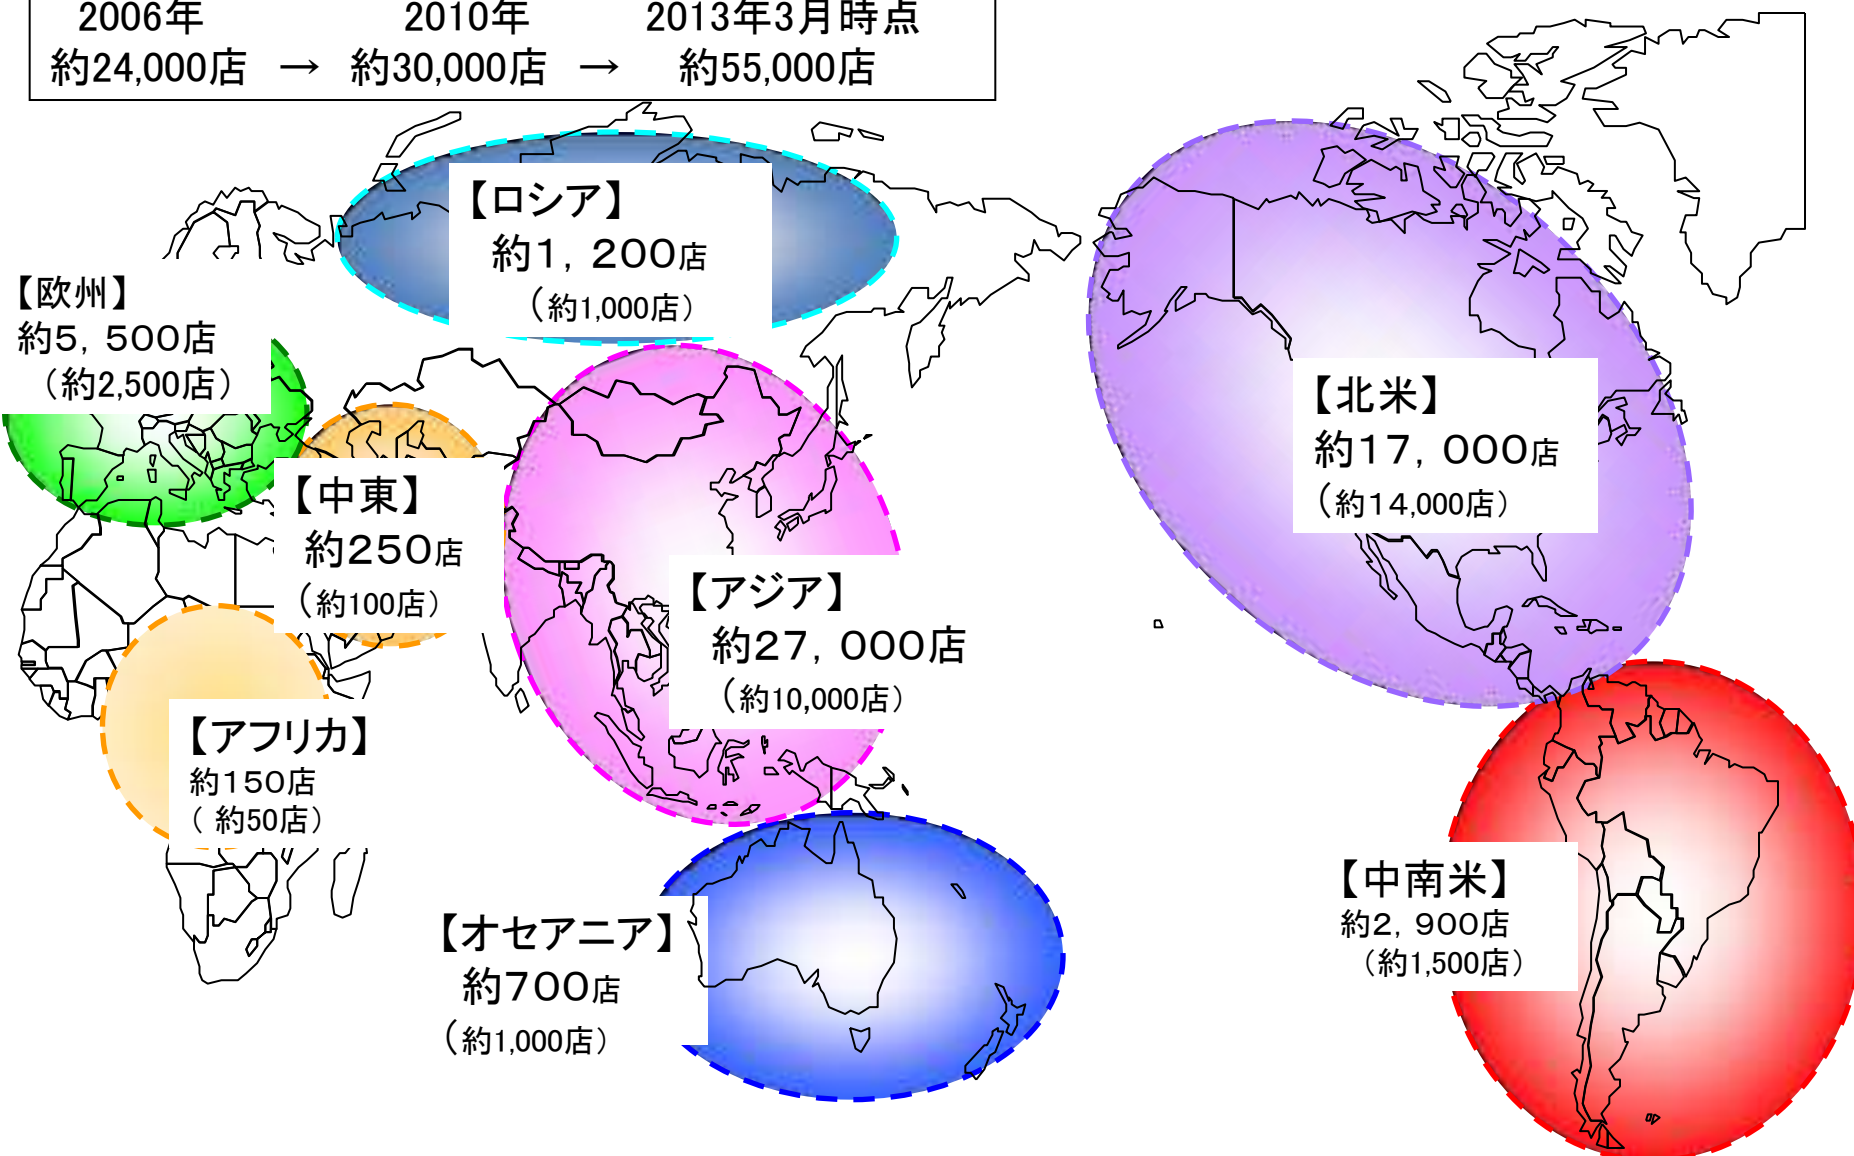 2006年 2010年 2013年3月時点
約24,000店 → 約30,000店 → 約55,000店
【ロシア】
約1，200店
（約1,000店）
【欧州】
約5，500店
（約2,500店）
【北米】
約17，000店
（約14,000店）
【中東】
約250店
（約100店）
【アジア】
約27，000店
（約10,000店）
【アフリカ】
約150店
（ 約50店）
【中南米】
約2，900店
（約1,500店）
【オセアニア】
約700店
（約1,000店）